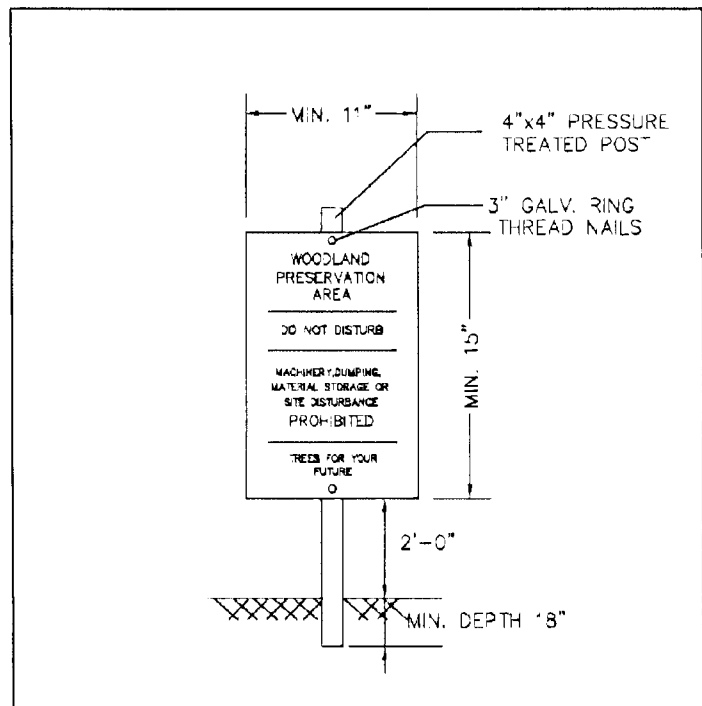 MIN. 11"
4"x4" PRESSURE
TREATED POST
3" GALV. RING
THREAD NAILS
WOODLAND
PRESERVATION
AREA
DO NOT DISTURB
MACHINERY,DUMPING,
MATERIAL STORAGE OR
SITE DISTURBANCE
PROHIBITED
TREES FOR YOUR
FUTURE
MIN. 15"
2'-0"
MIN. DEPTH 18"